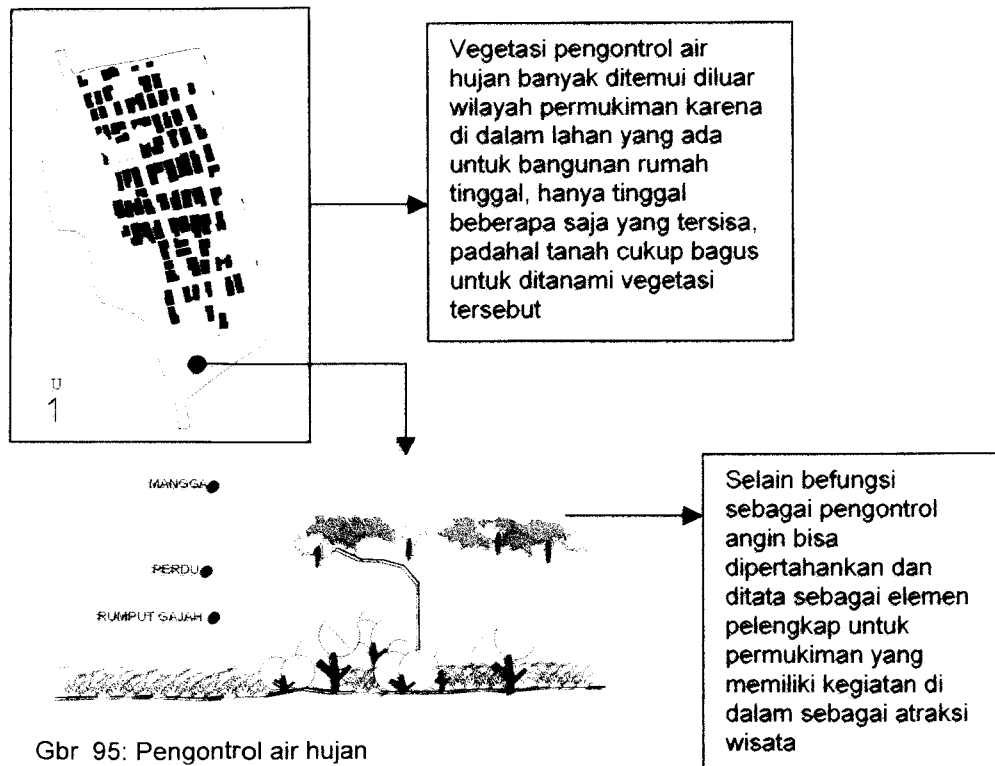 Vegetasi pengontrol air
hujan banyak ditemui diluar
wilayah permukiman karena
di dalam lahan yang ada
untuk bangunan rumah
tinggal, hanya tinggal
beberapa saja yang tersisa,
padahal tanah cukup bagus
untuk ditanami vegetasi
tersebut
U
1
MANGGA
PERDU
RUMPUT GAJAH
Selain befungsi
sebagai pengontrol
angin bisa
dipertahankan dan
ditata sebagai elemen
pelengkap untuk
permukiman yang
memiliki kegiatan di
dalam sebagai atraksi
wisata
Gbr 95: Pengontrol air hujan